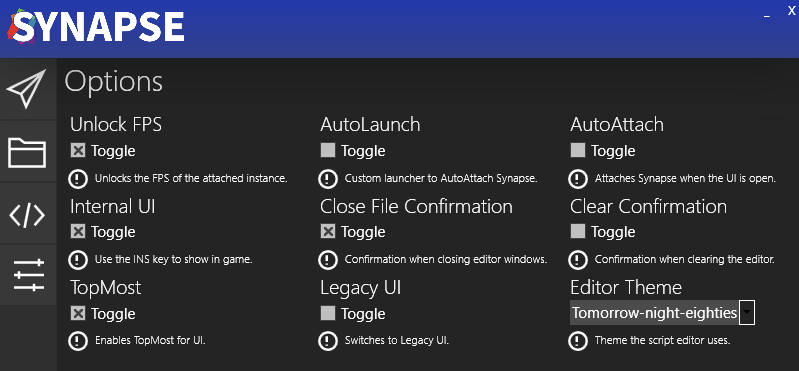 SYNAPSE
_ X
Options
Unlock FPS AutoLaunch AutoAttach
Toggle Toggle Toggle
Unlocks the FPS of the attached instance. Custom launcher to AutoAttach Synapse. Attaches Synapse when the UI is open.
Internal UI Close File Confirmation Clear Confirmation
Toggle Toggle Toggle
Use the INS key to show in game. Confirmation when closing editor windows. Confirmation when clearing the editor.
TopMost Legacy UI Editor Theme
Toggle Toggle Tomorrow-night-eighties
Enables TopMost for UI. Switches to Legacy UI. Theme the script editor uses.